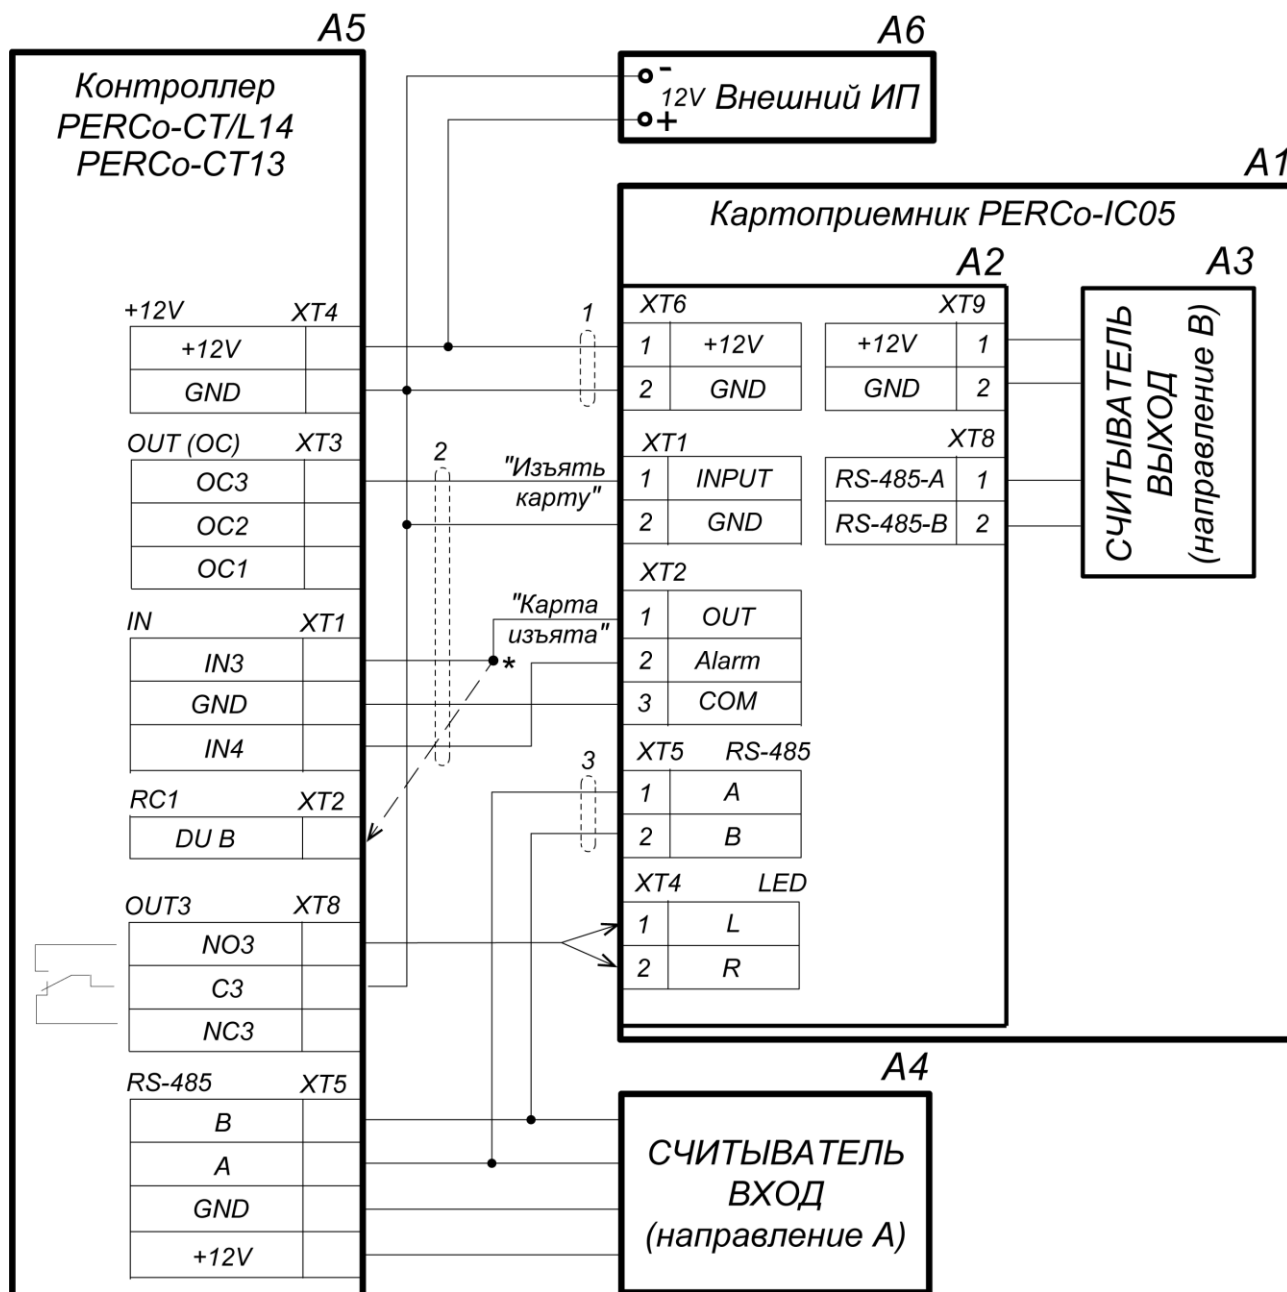 A5
Контроллер
PERCo-CT/L14
PERCo-CT13
+12V XT4
+12V
GND
OUT (OC) XT3
OC3
OC2
OC1
IN XT1
IN3
GND
IN4
RC1 XT2
DU B
OUT3 XT8
NO3
C3
NC3
RS-485 XT5
B
A
GND
+12V
1
2
"Изъять
карту"
"Карта
изъята"
*
3
A6
-
12V Внешний ИП
+
A1
Картоприемник PERCo-IC05
A2
XT6
1 +12V
2 GND
XT1
1 INPUT
2 GND
XT2
1 OUT
2 Alarm
3 COM
XT5 RS-485
1 A
2 B
XT4 LED
1 L
2 R
XT9
+12V 1
GND 2
XT8
RS-485-A 1
RS-485-B 2
A3
СЧИТЫВАТЕЛЬ
ВЫХОД
(направление B)
A4
СЧИТЫВАТЕЛЬ
ВХОД
(направление A)